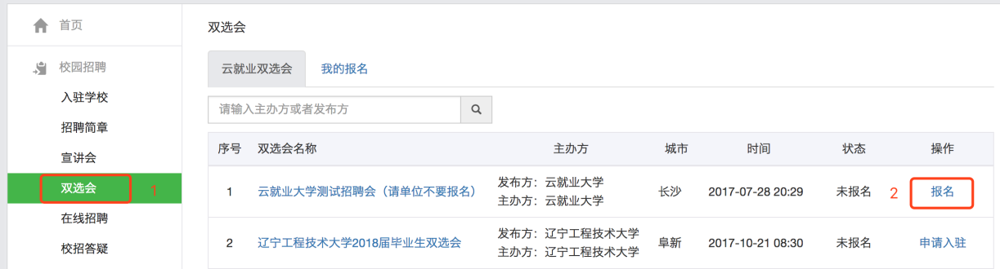 首页
校园招聘
入驻学校
招聘简章
宣讲会
双选会 1
在线招聘
校招答疑
双选会
云就业双选会 我的报名
请输入主办方或者发布方
序号 双选会名称 主办方 城市 时间 状态 操作
1 云就业大学测试招聘会（请单位不要报名） 发布方：云就业大学 长沙 2017-07-28 20:29 未报名 2 报名
主办方：云就业大学
2 辽宁工程技术大学2018届毕业生双选会 发布方：辽宁工程技术大学 阜新 2017-10-21 08:30 未报名 申请入驻
主办方：辽宁工程技术大学